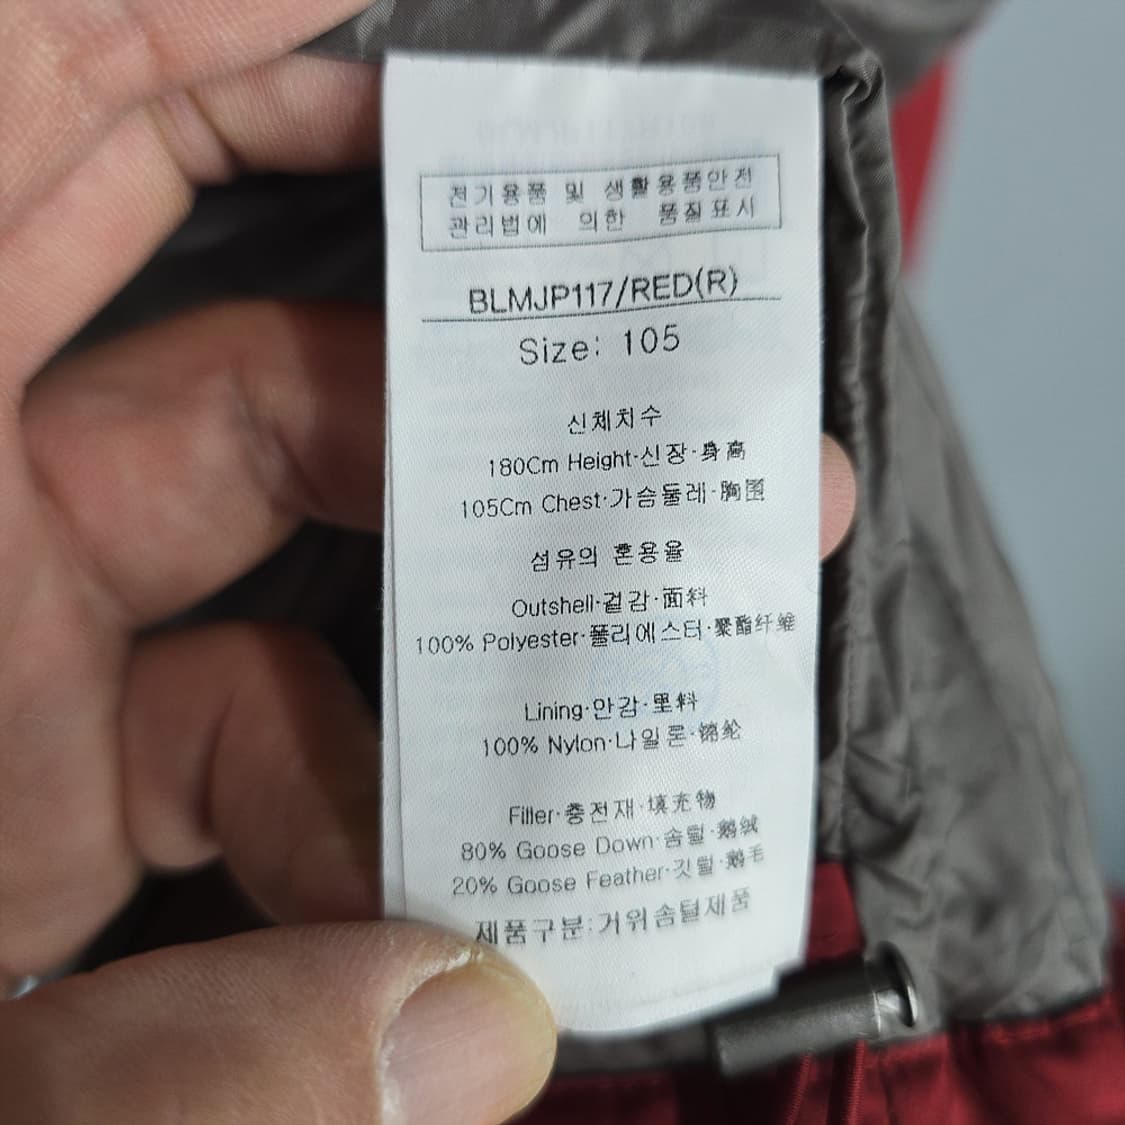 전기용품 및 생활용품안전
관리법에 의한 품질표시
BLMJP117/RED(R)
Size: 105
신체치수
180Cm Height·신장·身高
105Cm Chest·가슴둘레·胸围
섬유의 혼용율
Outshell·겉감·面料
100% Polyester·폴리에스터·聚酯纤维
Lining·안감·里料
100% Nylon·나일론·锦纶
Filler·충전재·填充物
80% Goose Down·솜털·鹅绒
20% Goose Feather·깃털·鹅毛
제품구분:거위솜털제품